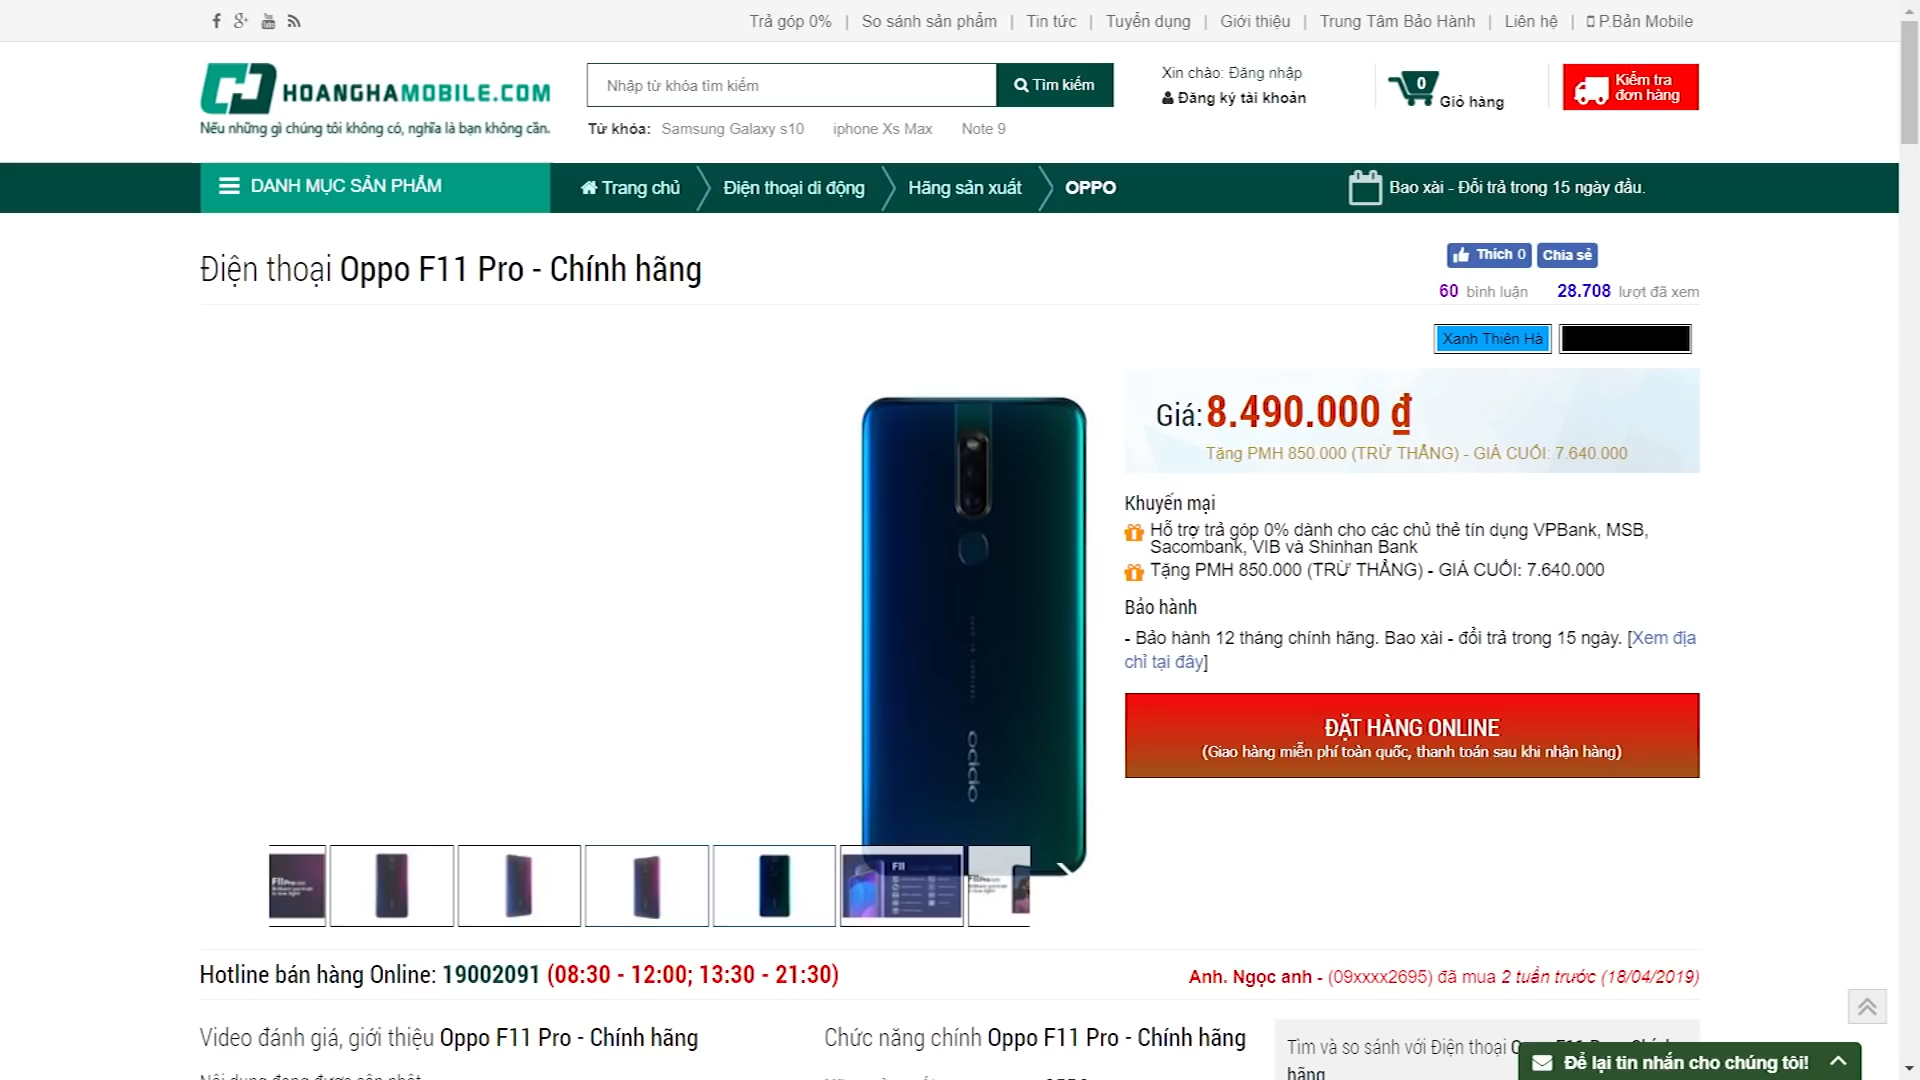 Trả góp 0% | So sánh sản phẩm | Tin tức | Tuyển dụng | Giới thiệu | Trung Tâm Bảo Hành | Liên hệ | P.Bản Mobile
HOANGHAMOBILE.COM
Nếu những gì chúng tôi không có, nghĩa là bạn không cần.
Nhập từ khóa tìm kiếm
Tìm kiếm
Từ khóa: Samsung Galaxy s10 iphone Xs Max Note 9
Xin chào: Đăng nhập
Đăng ký tài khoản
0
Giỏ hàng
Kiểm tra
đơn hàng
DANH MỤC SẢN PHẨM
Trang chủ
Điện thoại di động
Hãng sản xuất
OPPO
Bao xài - Đổi trả trong 15 ngày đầu.
Điện thoại Oppo F11 Pro - Chính hãng
Thích 0
Chia sẻ
60 bình luận 28.708 lượt đã xem
Xanh Thiên Hà
Giá: 8.490.000 ₫
Tặng PMH 850.000 (TRỪ THẲNG) - GIÁ CUỐI: 7.640.000
Khuyến mại
Hỗ trợ trả góp 0% dành cho các chủ thẻ tín dụng VPBank, MSB,
Sacombank, VIB và Shinhan Bank
Tặng PMH 850.000 (TRỪ THẲNG) - GIÁ CUỐI: 7.640.000
Bảo hành
- Bảo hành 12 tháng chính hãng. Bao xài - đổi trả trong 15 ngày. [Xem địa
chỉ tại đây]
ĐẶT HÀNG ONLINE
(Giao hàng miễn phí toàn quốc, thanh toán sau khi nhận hàng)
oppo
F11
Hotline bán hàng Online: 19002091 (08:30 - 12:00; 13:30 - 21:30)
Anh. Ngọc anh - (09xxxx2695) đã mua 2 tuần trước (18/04/2019)
Video đánh giá, giới thiệu Oppo F11 Pro - Chính hãng
Chức năng chính Oppo F11 Pro - Chính hãng
Tìm và so sánh với Điện thoại
hãng
Để lại tin nhắn cho chúng tôi!